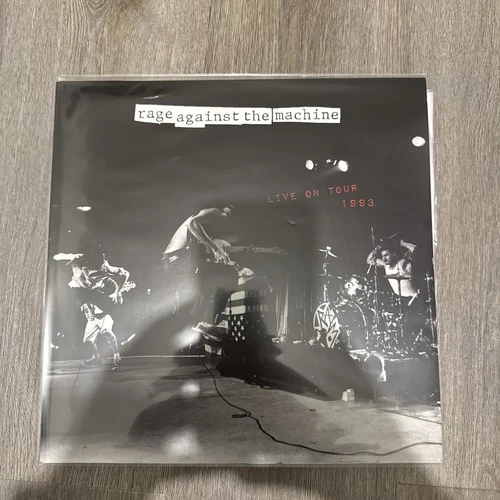 rage against the machine
LIVE ON TOUR
1993.